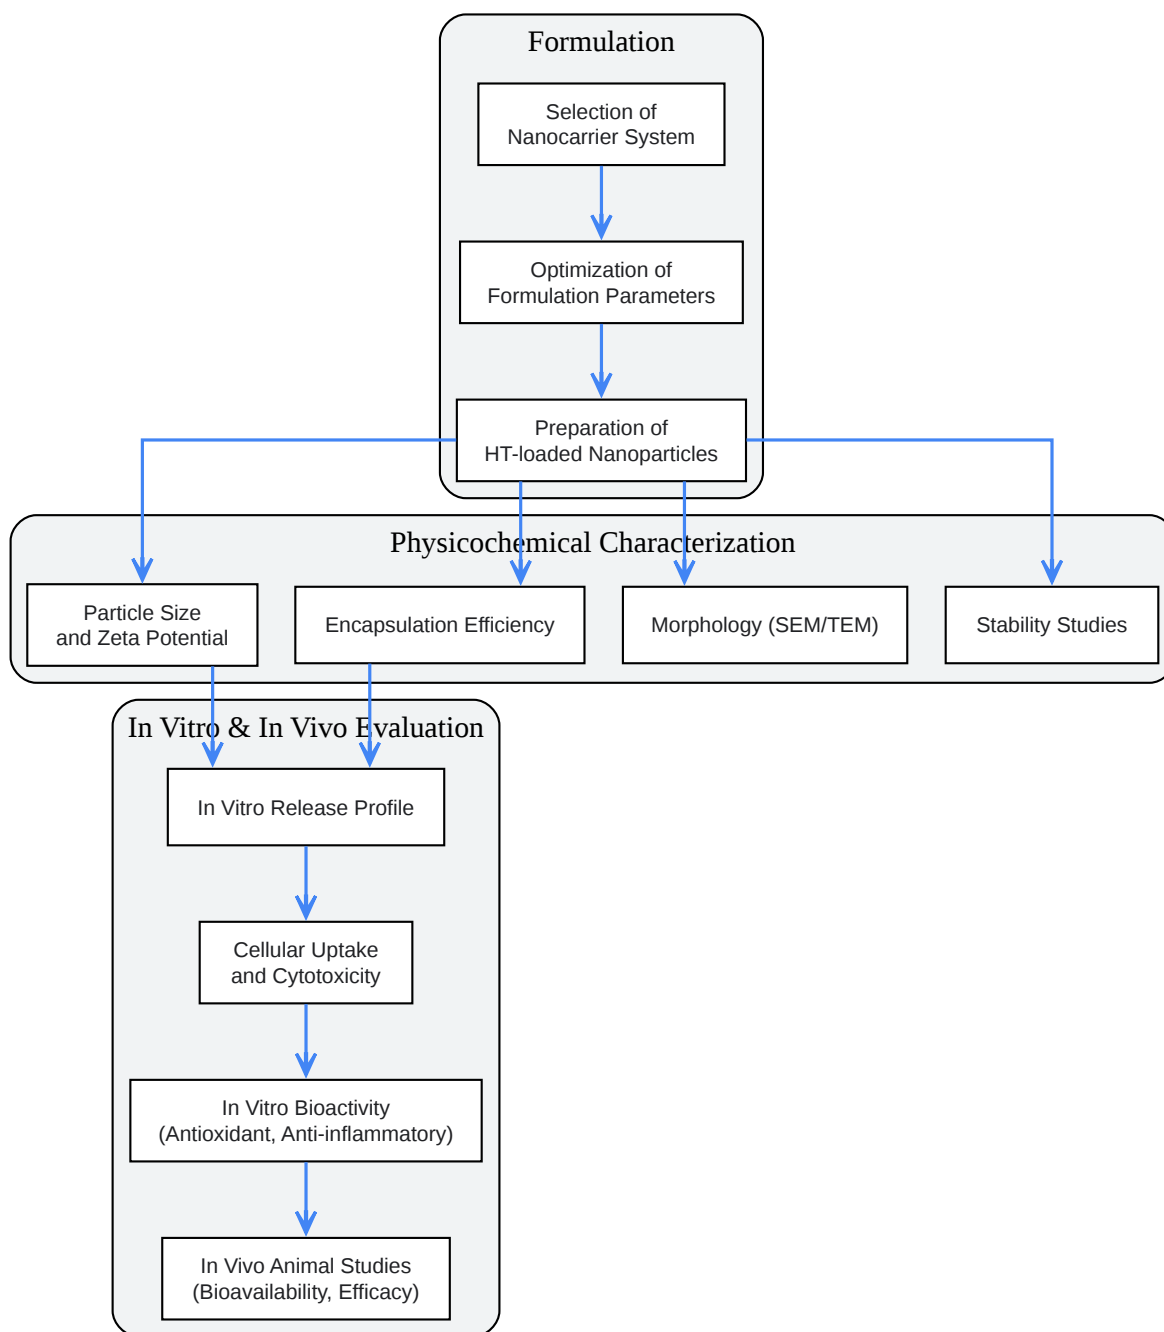 Formulation
Selection of
Nanocarrier System
Optimization of
Formulation Parameters
Preparation of
HT-loaded Nanoparticles
Physicochemical Characterization
Particle Size
and Zeta Potential
Encapsulation Efficiency
Morphology (SEM/TEM)
Stability Studies
In Vitro & In Vivo Evaluation
In Vitro Release Profile
Cellular Uptake
and Cytotoxicity
In Vitro Bioactivity
(Antioxidant, Anti-inflammatory)
In Vivo Animal Studies
(Bioavailability, Efficacy)